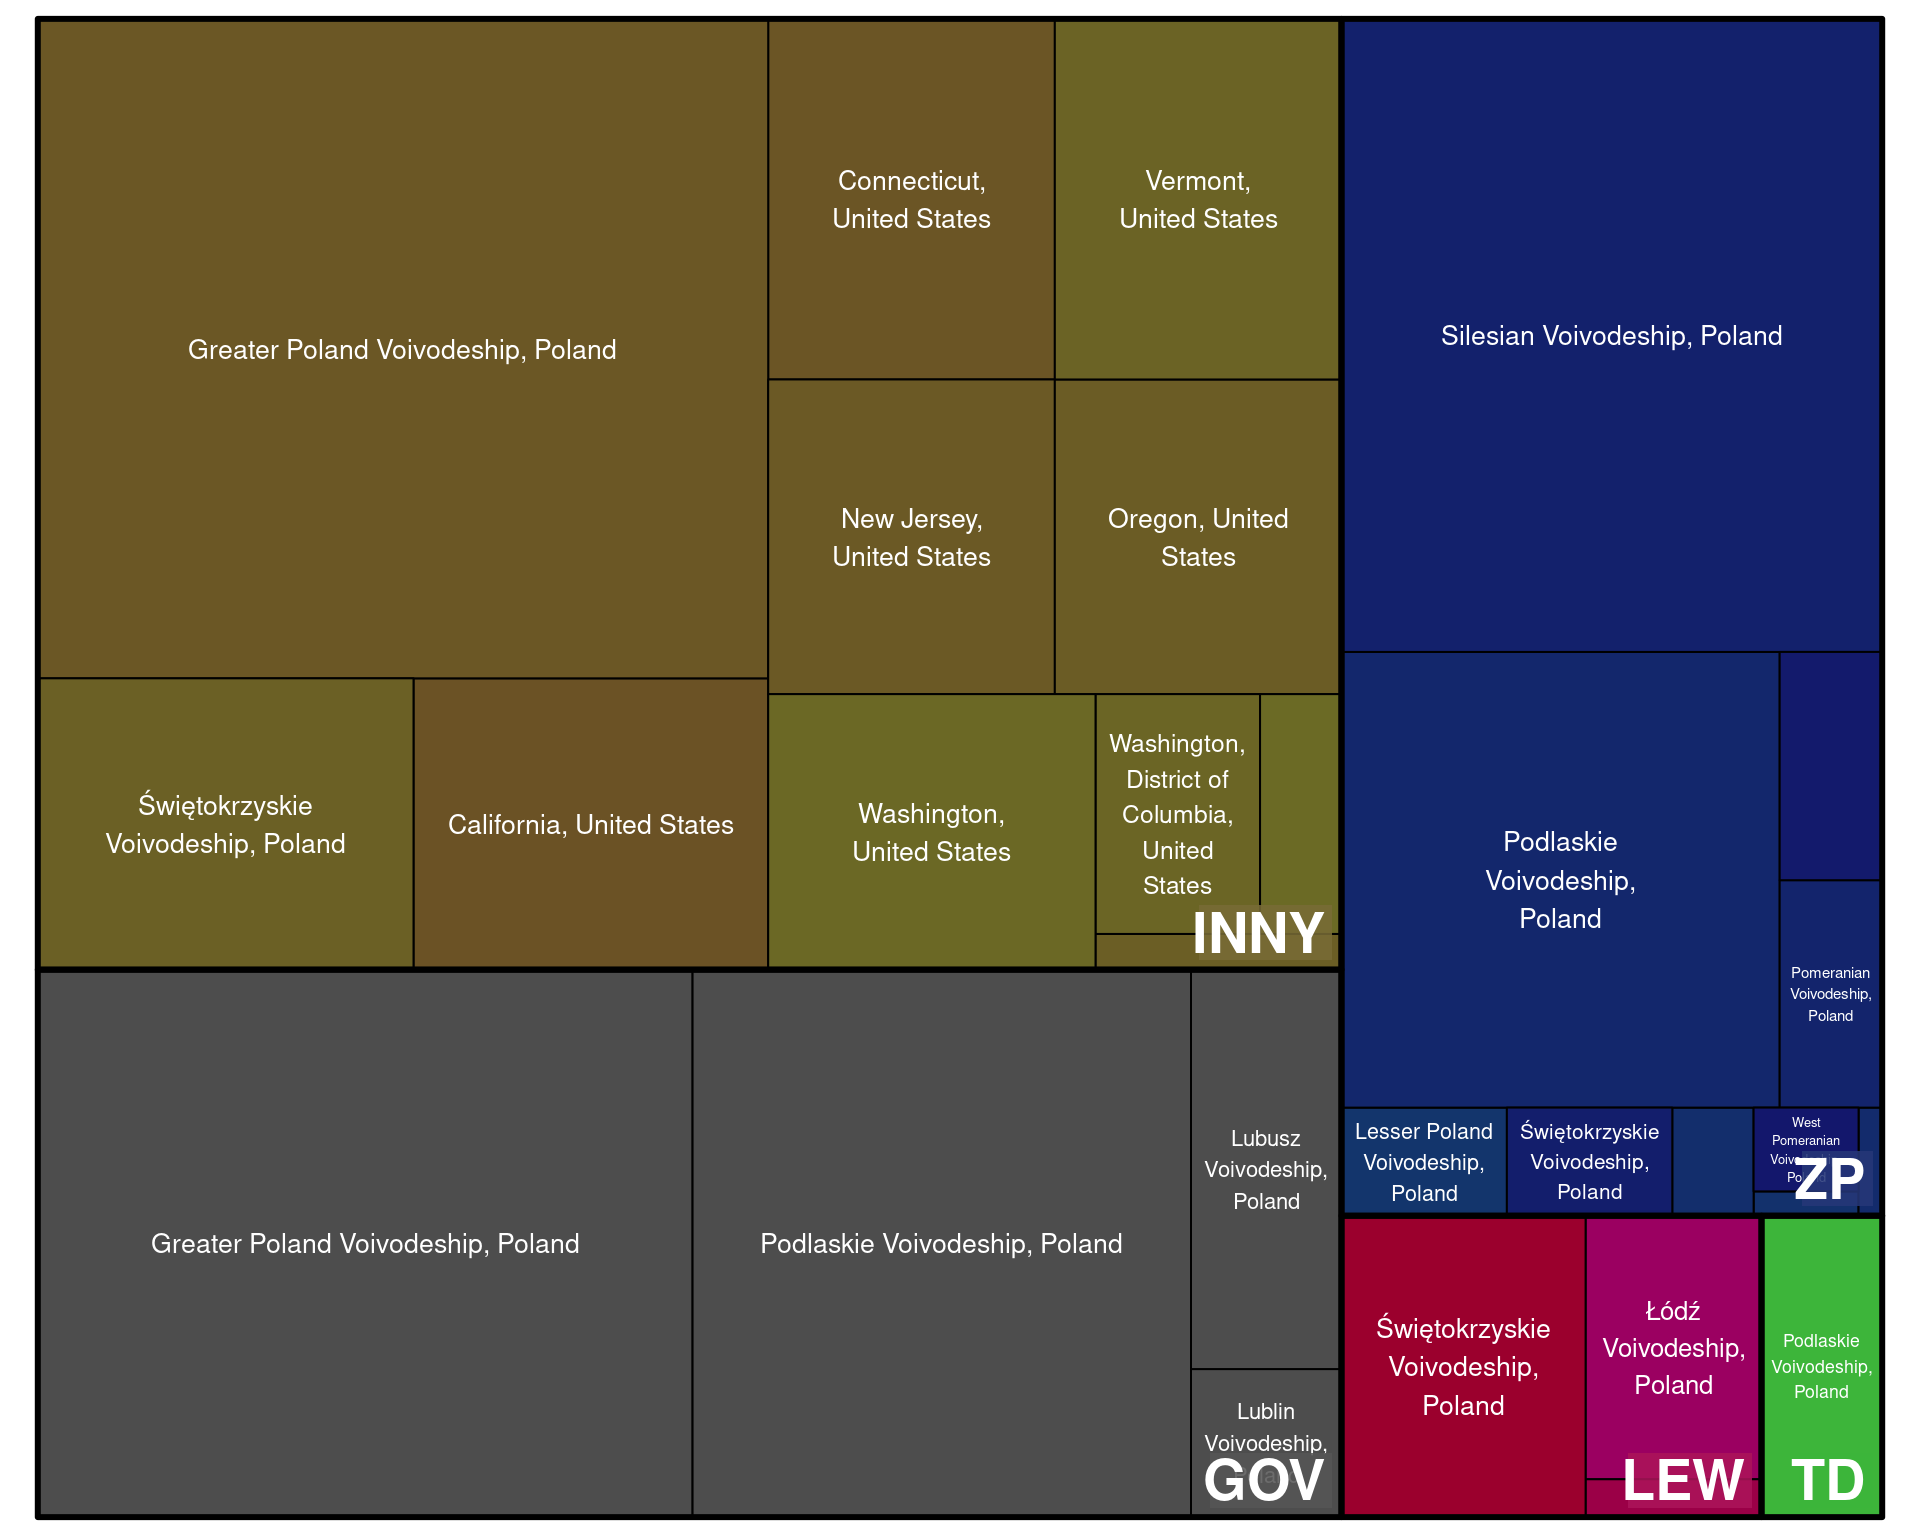 Greater Poland Voivodeship, Poland
Connecticut,
United States
Vermont,
United States
New Jersey,
United States
Oregon, United
States
Świętokrzyskie
Voivodeship, Poland
California, United States
Washington,
United States
Washington,
District of
Columbia,
United
States
INNY
Greater Poland Voivodeship, Poland
Podlaskie Voivodeship, Poland
Lubusz
Voivodeship,
Poland
Lublin
Voivodeship,
GOV
Silesian Voivodeship, Poland
Podlaskie
Voivodeship,
Poland
Pomeranian
Voivodeship,
Poland
Lesser Poland
Voivodeship,
Poland
Świętokrzyskie
Voivodeship,
Poland
West
Pomeranian
ZP
Świętokrzyskie
Voivodeship,
Poland
Łódź
Voivodeship,
Poland
LEW
Podlaskie
Voivodeship,
Poland
TD